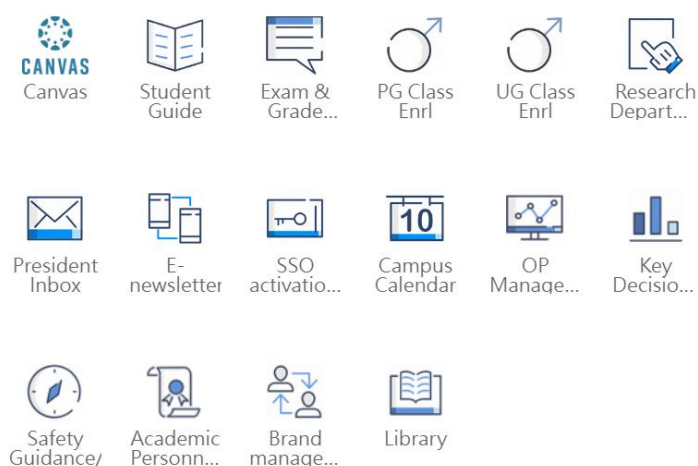 CANVAS
Canvas
Student
Guide
Exam &
Grade...
PG Class
Enrl
UG Class
Enrl
Research
Depart...
President
Inbox
E-
newsletter
SSO
activatio...
10
Campus
Calendar
OP
Manage...
Key
Decisio...
Safety
Guidance/
Academic
Personn...
Brand
manage...
Library